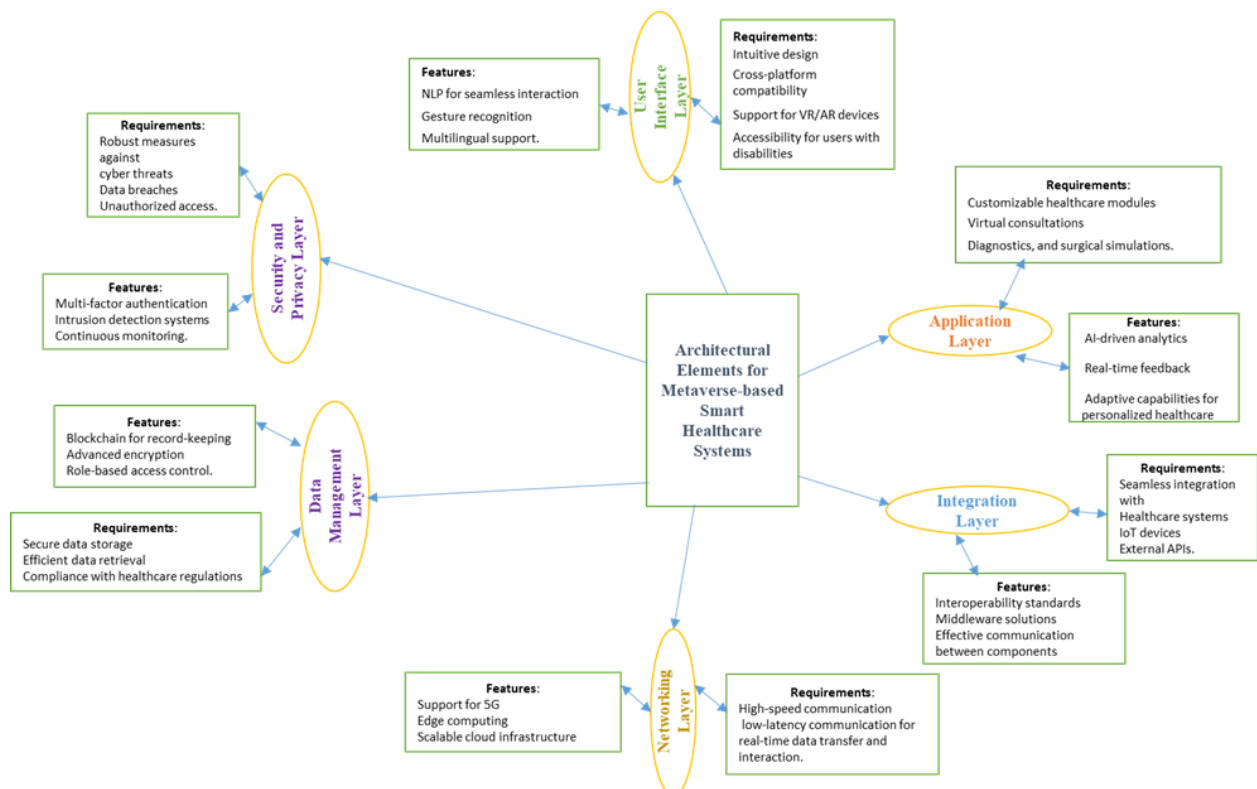 Requirements:
Intuitive design
Cross-platform
compatibility
Support for VR/AR devices
Accessibility for users with
disabilities
User
Interface Layer
Features:
NLP for seamless interaction
Gesture recognition
Multilingual support.
Requirements:
Robust measures
against
cyber threats
Data breaches
Unauthorized access.
Security and
Privacy Layer
Features:
Multi-factor authentication
Intrusion detection systems
Continuous monitoring.
Requirements:
Customizable healthcare modules
Virtual consultations
Diagnostics, and surgical simulations.
Application
Layer
Features:
AI-driven analytics
Real-time feedback
Adaptive capabilities for
personalized healthcare
Architectural
Elements for
Metaverse-based
Smart
Healthcare
Systems
Features:
Blockchain for record-keeping
Advanced encryption
Role-based access control.
Data
Management
Layer
Requirements:
Secure data storage
Efficient data retrieval
Compliance with healthcare regulations
Integration
Layer
Requirements:
Seamless integration
with
Healthcare systems
IoT devices
External APIs.
Features:
Interoperability standards
Middleware solutions
Effective communication
between components
Features:
Support for 5G
Edge computing
Scalable cloud infrastructure
Networking
Layer
Requirements:
High-speed communication
low-latency communication for
real-time data transfer and
interaction.